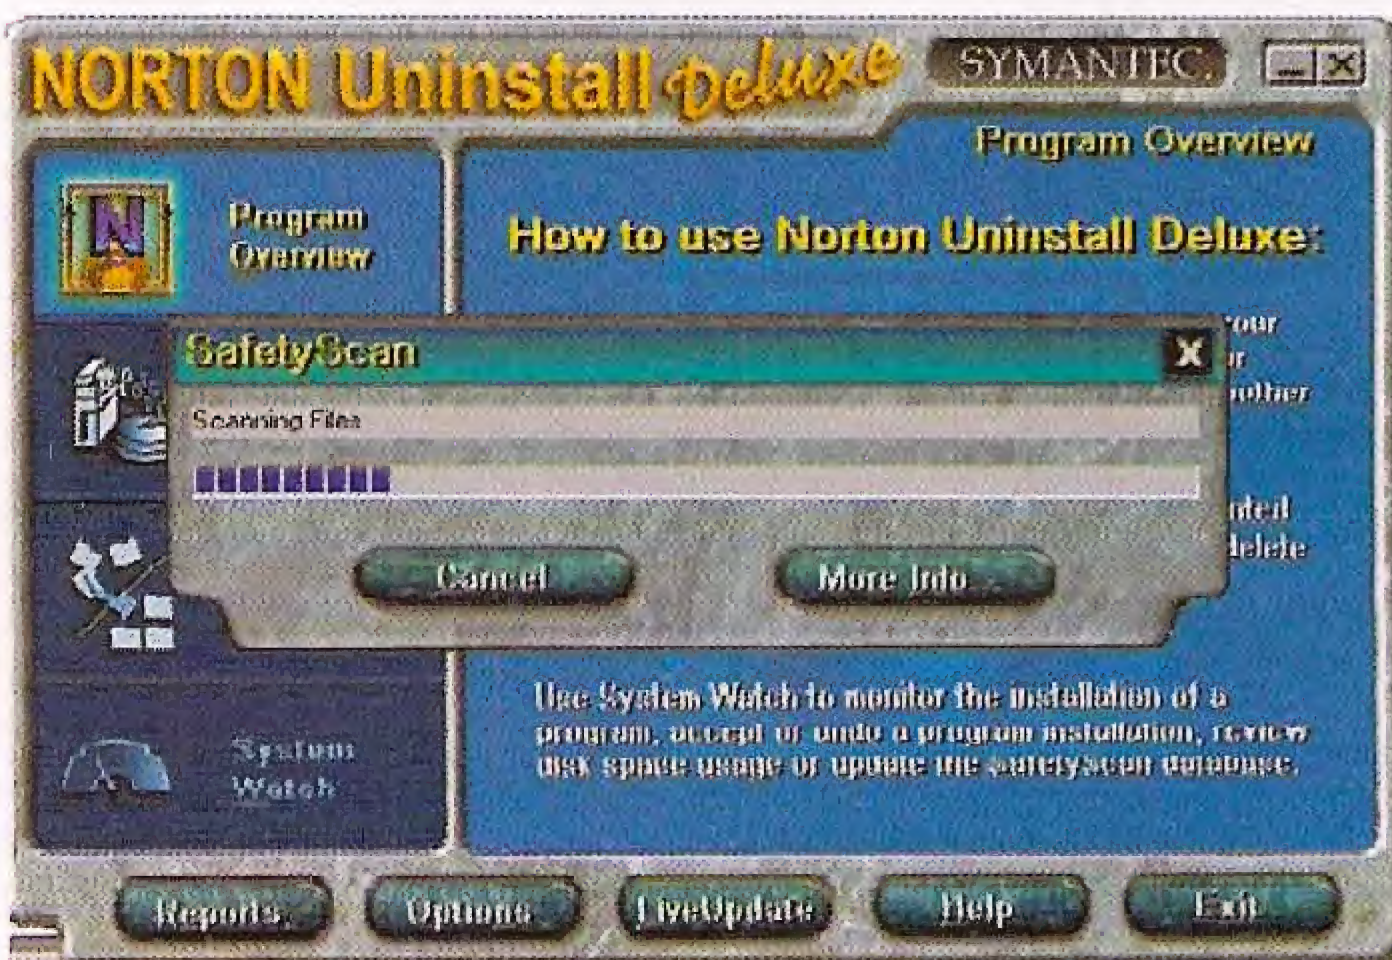 NORTON Uninstall Deluxe
SYMANTEC.
Program Overview
Program
Overview
How to use Norton Uninstall Deluxe:
SafetyScan
X
Scanning Files
Cancel
More Info
Use System Watch to monitor the installation of a
program, accept or undo a program installation, review
disk space usage or update the SafetyScan database.
System
Watch
Reports
Options
LiveUpdate
Help
Exit